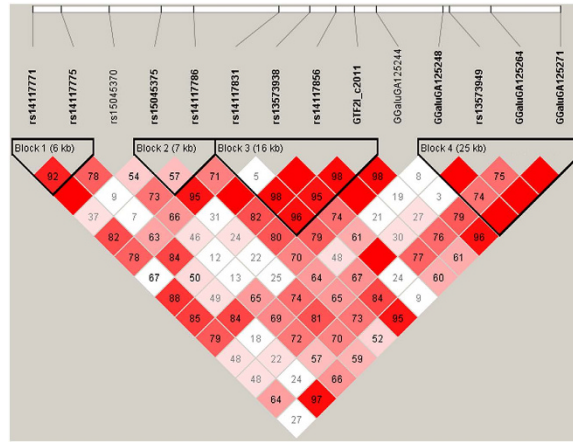 rs14117771
rs14117775
rs15045370
rs15045375
rs14117786
rs14117831
rs13573938
rs14117856
GTF2I_c2011
GGaluGA125244
GGaluGA125248
rs13573949
GGaluGA125264
GGaluGA125271
Block 1 (6 kb) Block 2 (7 kb) Block 3 (16 kb) Block 4 (25 kb)
92 78 54 57 71 5 98 98 8 75
9 73 95 98 95 19 3 74
37 7 66 31 82 96 74 21 27 79
82 63 46 24 80 79 61 30 76 96
78 84 12 22 70 48 77 61
67 50 13 25 64 67 24 60
88 49 65 74 65 84 9
85 84 69 81 73 95
79 18 72 70 52
48 22 57 59
48 24 66
64 97
27